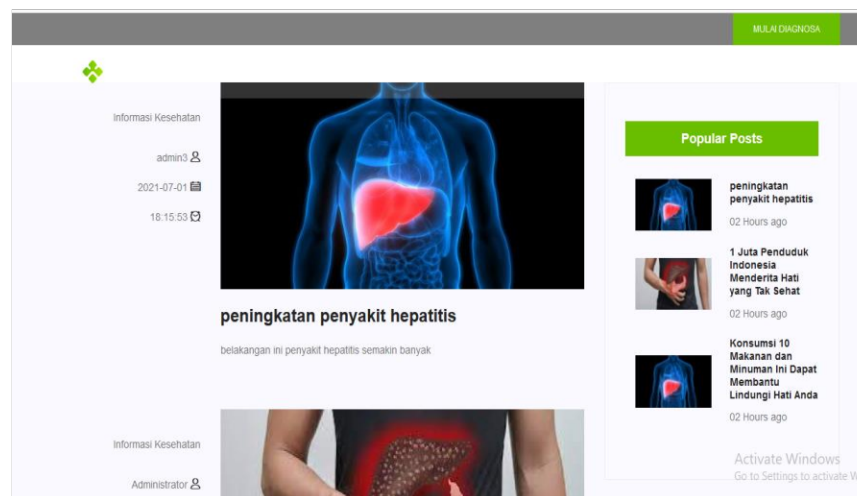 MULAI DIAGNOSA
Informasi Kesehatan
admin3
2021-07-01
18:15:53
peningkatan penyakit hepatitis
belakangan ini penyakit hepatitis semakin banyak
Informasi Kesehatan
Administrator
Popular Posts
peningkatan
penyakit hepatitis
02 Hours ago
1 Juta Penduduk
Indonesia
Menderita Hati
yang Tak Sehat
02 Hours ago
Konsumsi 10
Makanan dan
Minuman Ini Dapat
Membantu
Lindungi Hati Anda
02 Hours ago
Activate Windows
Go to Settings to activate W